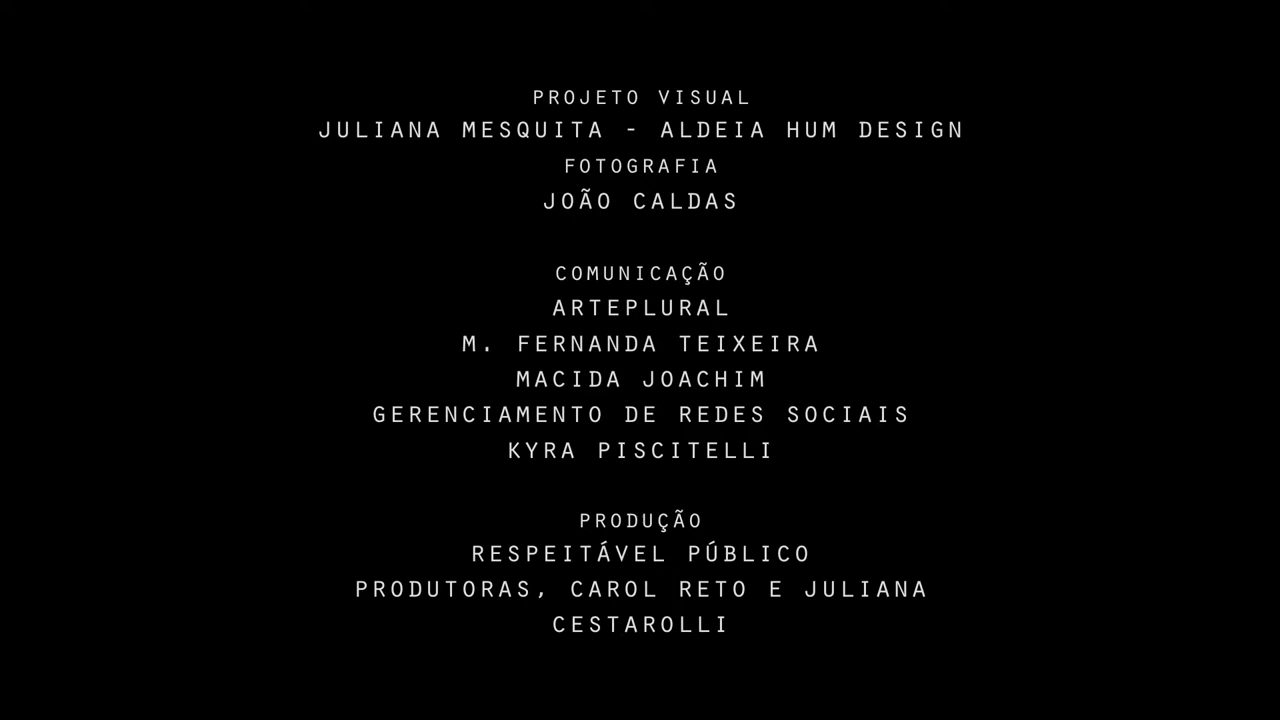 PROJETO VISUAL
JULIANA MESQUITA - ALDEIA HUM DESIGN
FOTOGRAFIA
JOÃO CALDAS
COMUNICAÇÃO
ARTEPLURAL
M. FERNANDA TEIXEIRA
MACIDA JOACHIM
GERENCIAMENTO DE REDES SOCIAIS
KYRA PISCITELLI
PRODUÇÃO
RESPEITÁVEL PÚBLICO
PRODUTORAS, CAROL RETO E JULIANA
CESTAROLLI